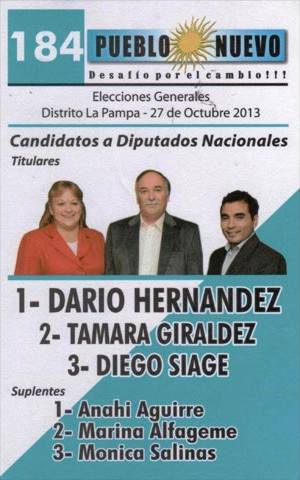 184 PUEBLO NUEVO
Desafío por el cambio!!!
Elecciones Generales
Distrito La Pampa - 27 de Octubre 2013
Candidatos a Diputados Nacionales
Titulares
1- DARIO HERNANDEZ
2- TAMARA GIRALDEZ
3- DIEGO SIAGE
Suplentes
1- Anahi Aguirre
2- Marina Alfageme
3- Monica Salinas